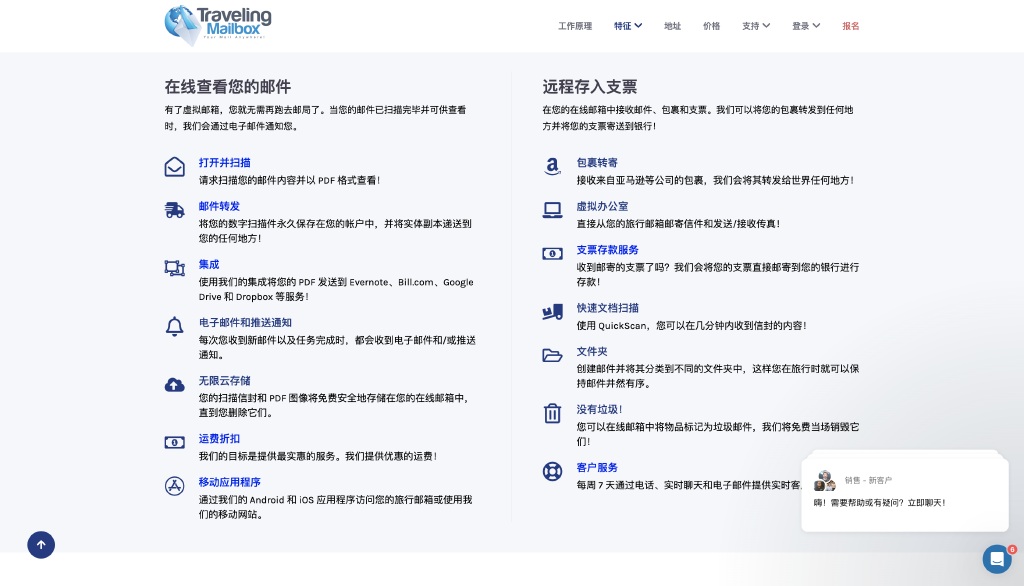 Traveling
Mailbox
Your Mail Anywhere!
工作原理
特征
地址
价格
支持
登录
报名
在线查看您的邮件
有了虚拟邮箱，您就无需再跑去邮局了。当您的邮件已扫描完毕并可供查看
时，我们会通过电子邮件通知您。
打开并扫描
请求扫描您的邮件内容并以 PDF 格式查看！
邮件转发
将您的数字扫描件永久保存在您的帐户中，并将实体副本递送到
您的任何地方！
集成
使用我们的集成将您的 PDF 发送到 Evernote、Bill.com、Google
Drive 和 Dropbox 等服务！
电子邮件和推送通知
每次您收到新邮件以及任务完成时，都会收到电子邮件和/或推送
通知。
无限云存储
您的扫描信封和 PDF 图像将免费安全地存储在您的在线邮箱中，
直到您删除它们。
运费折扣
我们的目标是提供最实惠的服务。我们提供优惠的运费！
移动应用程序
通过我们的 Android 和 iOS 应用程序访问您的旅行邮箱或使用我
们的移动网站。
远程存入支票
在您的在线邮箱中接收邮件、包裹和支票。我们可以将您的包裹转发到任何地
方并将您的支票寄送到银行！
包裹转寄
接收来自亚马逊等公司的包裹，我们会将其转发给世界任何地方！
虚拟办公室
直接从您的旅行邮箱邮寄信件和发送/接收传真！
支票存款服务
收到邮寄的支票了吗？我们会将您的支票直接邮寄到您的银行进行
存款！
快速文档扫描
使用 QuickScan，您可以在几分钟内收到信封的内容！
文件夹
创建邮件并将其分类到不同的文件夹中，这样您在旅行时就可以保
持邮件井然有序。
没有垃圾！
您可以在线邮箱中将物品标记为垃圾邮件，我们将免费当场销毁它
们！
客户服务
每周 7 天通过电话、实时聊天和电子邮件提供实时客
销售 - 新客户
嗨！需要帮助或有疑问？立即聊天！
6